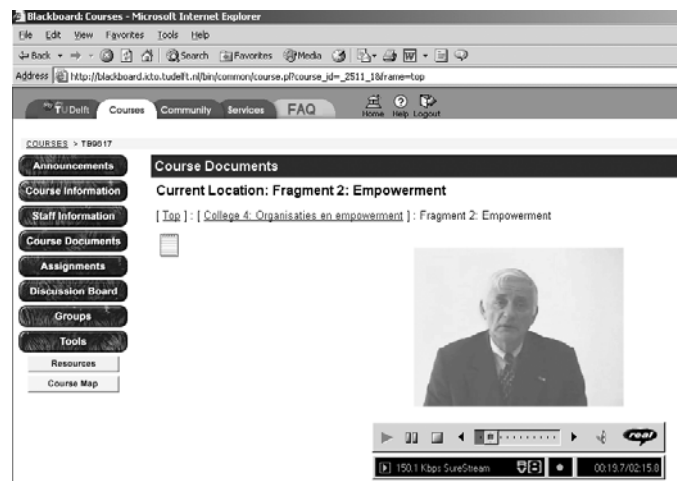 Blackboard: Courses - Microsoft Internet Explorer
File Edit View Favorites Tools Help
Back Search Favorites Media
Address http://blackboard.icto.tudelft.nl/bin/common/course.pl?course_id=_2511_1&frame=top
TU Delft Courses Community Services FAQ Home Help Logout
COURSES > TB9617
Announcements
Course Information
Staff Information
Course Documents
Assignments
Discussion Board
Groups
Tools
Resources
Course Map
Course Documents
Current Location: Fragment 2: Empowerment
[ Top ] : [ College 4: Organisaties en empowerment ] : Fragment 2: Empowerment
real
150.1 Kbps SureStream 00:19.7/02:15.8